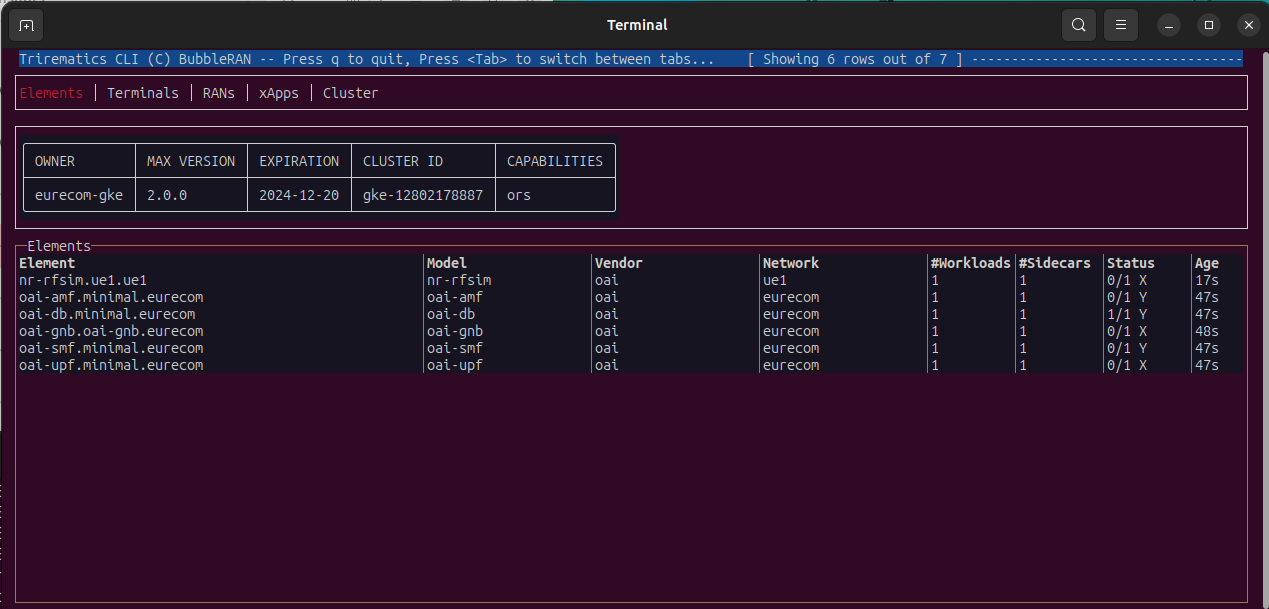 Terminal
Trirematics CLI (C) BubbleRAN -- Press q to quit, Press <Tab> to switch between tabs... [ Showing 6 rows out of 7 ] ----------------------------------
Elements | Terminals | RANs | xApps | Cluster
OWNER MAX VERSION EXPIRATION CLUSTER ID CAPABILITIES
eurecom-gke 2.0.0 2024-12-20 gke-12802178887 ors
Elements
Element Model Vendor Network #Workloads #Sidecars Status Age
nr-rfsim.ue1.ue1 nr-rfsim oai ue1 1 1 0/1 X 17s
oai-amf.minimal.eurecom oai-amf oai eurecom 1 1 0/1 Y 47s
oai-db.minimal.eurecom oai-db oai eurecom 1 1 1/1 Y 47s
oai-gnb.oai-gnb.eurecom oai-gnb oai eurecom 1 1 0/1 X 48s
oai-smf.minimal.eurecom oai-smf oai eurecom 1 1 0/1 Y 47s
oai-upf.minimal.eurecom oai-upf oai eurecom 1 1 0/1 X 47s